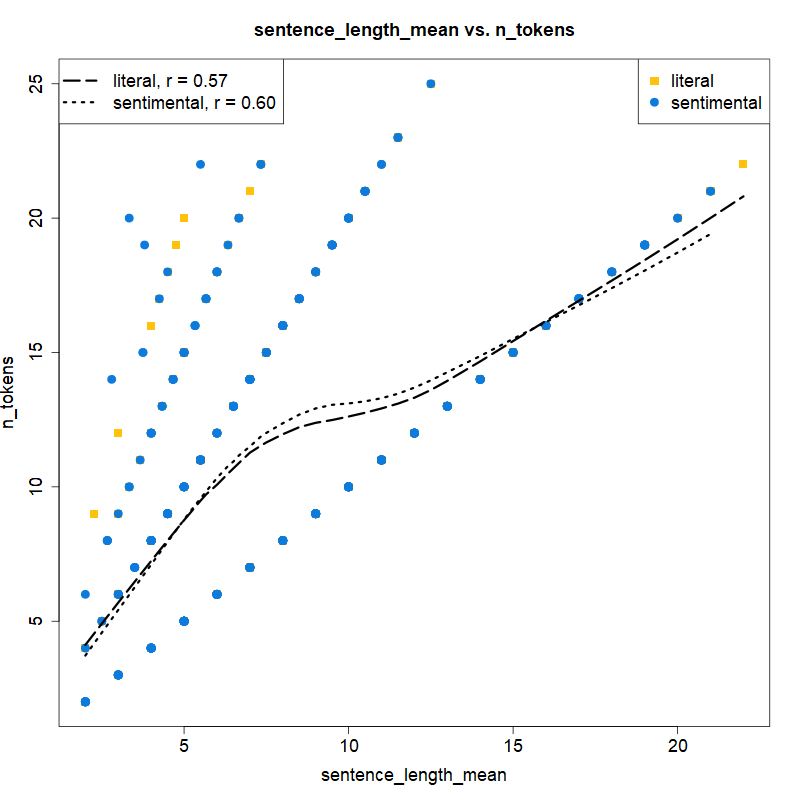 sentence_length_mean vs. n_tokens
literal, r = 0.57
sentimental, r = 0.60
literal
sentimental
25
20
15
10
5
n_tokens
5
10
15
20
sentence_length_mean